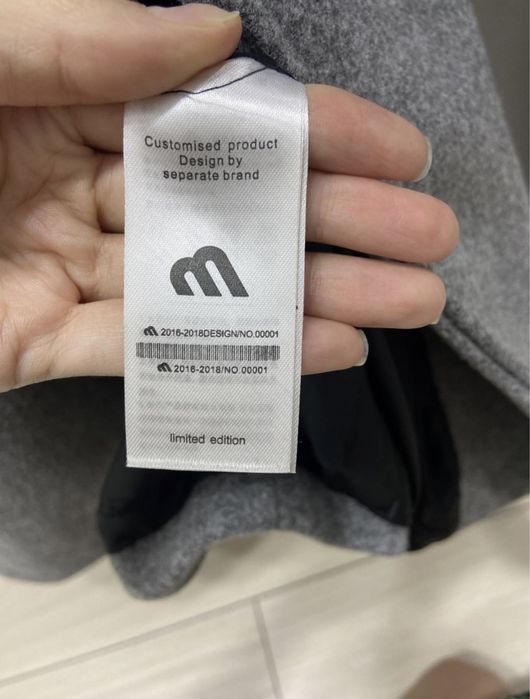 Customised product
Design by
separate brand
m
m 2016-2018DESIGN/NO.00001
m 2016-2018/NO 00001
limited edition